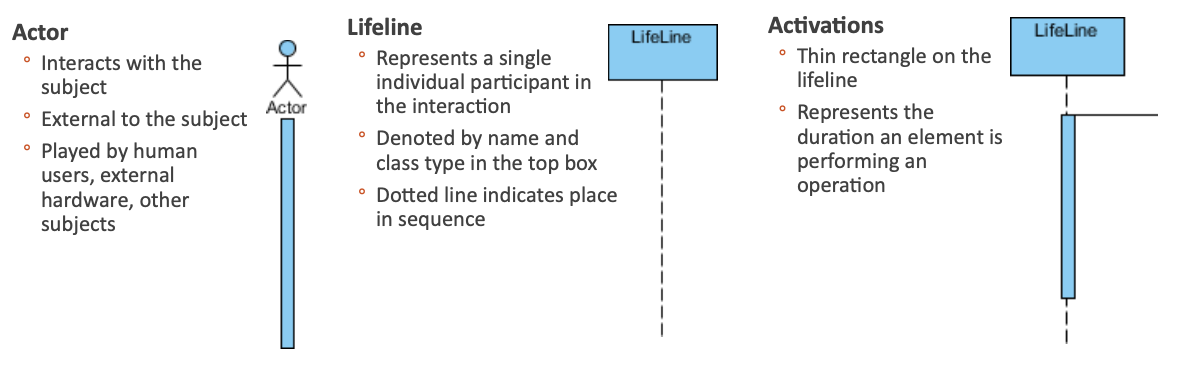 Actor
° Interacts with the
subject
° External to the subject
° Played by human
users, external
hardware, other
subjects
Actor
Lifeline
° Represents a single
individual participant in
the interaction
° Denoted by name and
class type in the top box
° Dotted line indicates place
in sequence
LifeLine
Activations
° Thin rectangle on the
lifeline
° Represents the
duration an element is
performing an
operation
LifeLine